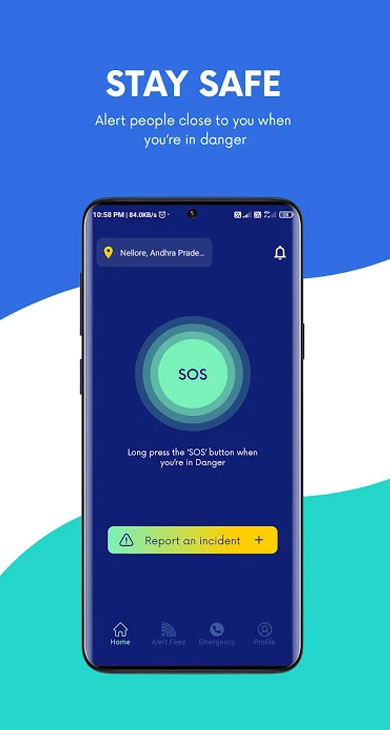 STAY SAFE
Alert people close to you when
you're in danger
10:58 PM | 84.0KB/s
Nellore, Andhra Prade...
SOS
Long press the 'SOS' button when
you're in Danger
Report an incident +
Home Alert Feed Emergency Profile